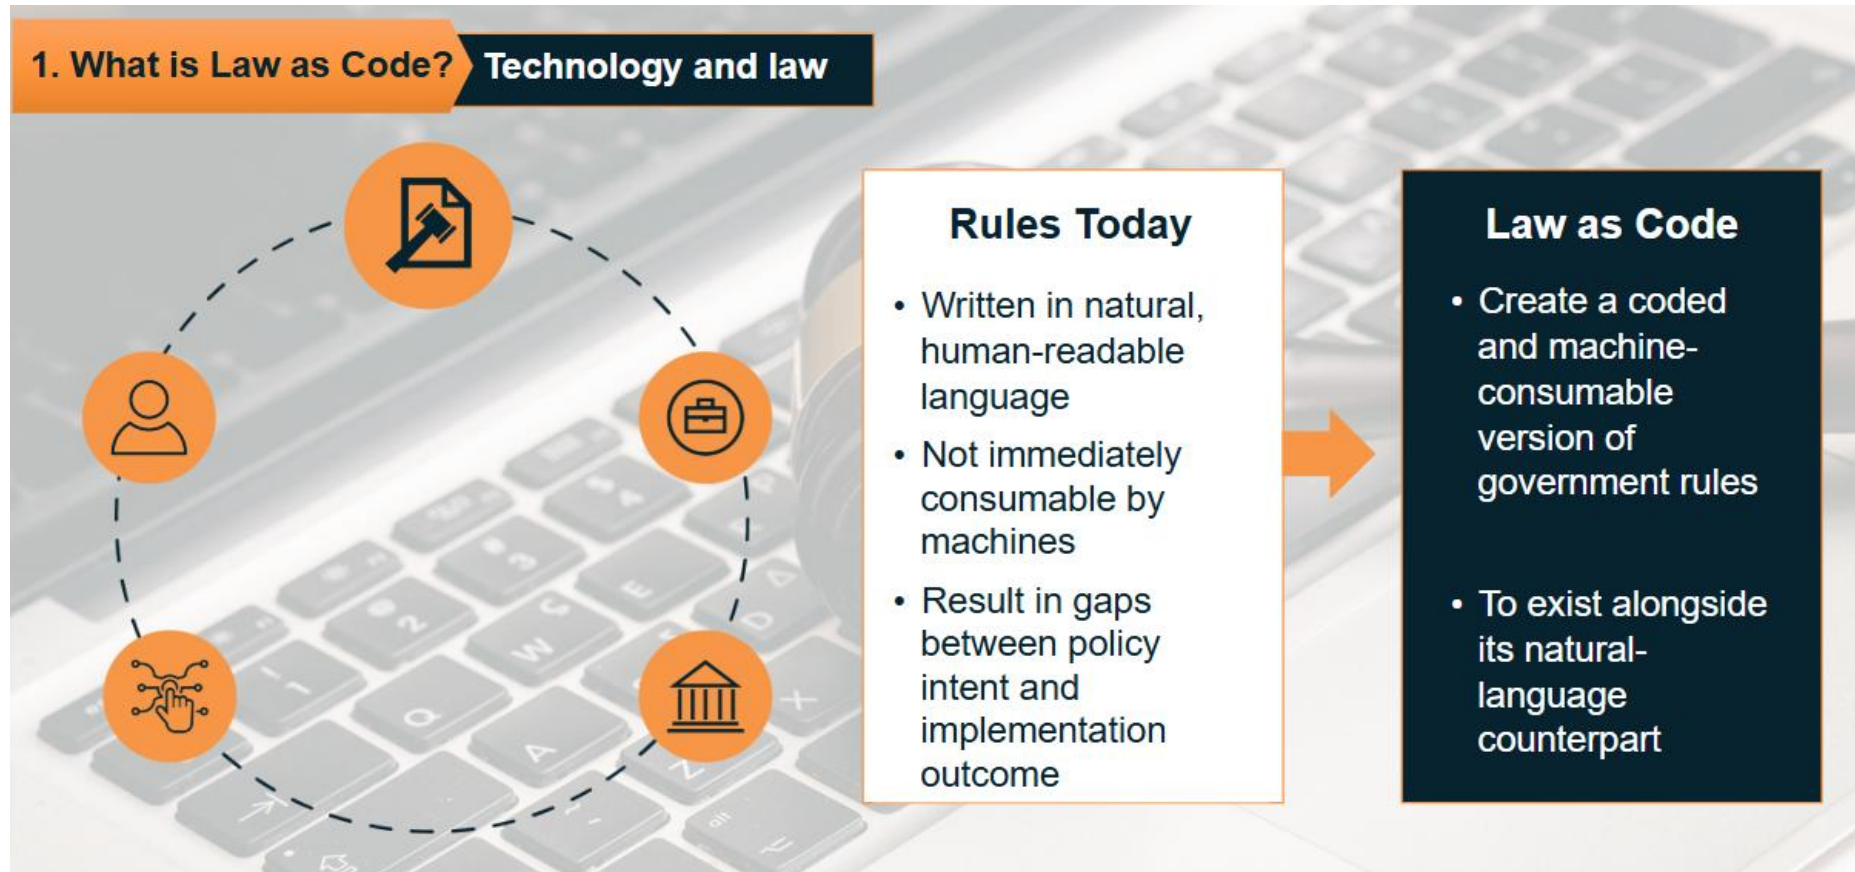 1. What is Law as Code?
Technology and law
Rules Today
• Written in natural,
human-readable
language
• Not immediately
consumable by
machines
• Result in gaps
between policy
intent and
implementation
outcome
Law as Code
• Create a coded
and machine-
consumable
version of
government rules
• To exist alongside
its natural-
language
counterpart